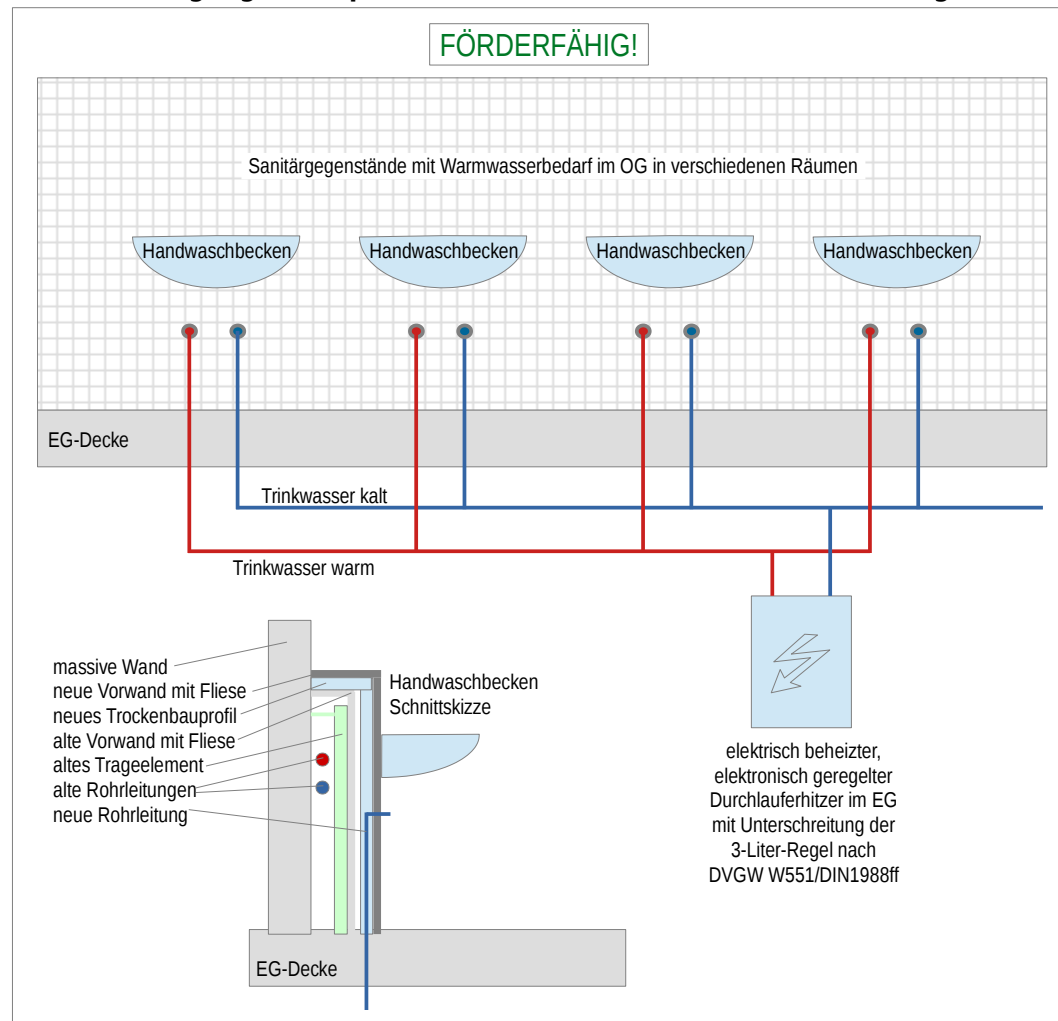 FÖRDERFÄHIG!
Sanitärgegenstände mit Warmwasserbedarf im OG in verschiedenen Räumen
Handwaschbecken Handwaschbecken Handwaschbecken Handwaschbecken
EG-Decke
Trinkwasser kalt
Trinkwasser warm
massive Wand
neue Vorwand mit Fliese
neues Trockenbauprofil
alte Vorwand mit Fliese
altes Trageelement
alte Rohrleitungen
neue Rohrleitung
Handwaschbecken
Schnittskizze
EG-Decke
elektrisch beheizter,
elektronisch geregelter
Durchlauferhitzer im EG
mit Unterschreitung der
3-Liter-Regel nach
DVGW W551/DIN1988ff